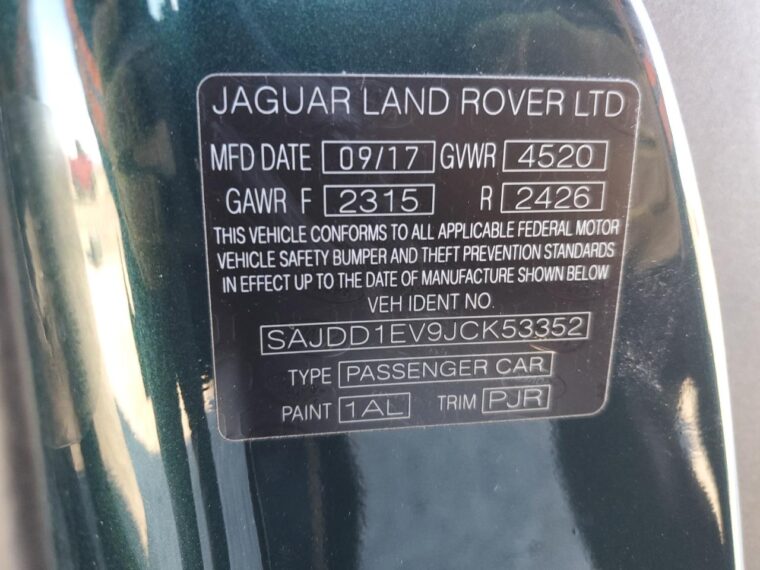 JAGUAR LAND ROVER LTD
MFD DATE 09/17 GVWR 4520
GAWR F 2315 R 2426
THIS VEHICLE CONFORMS TO ALL APPLICABLE FEDERAL MOTOR
VEHICLE SAFETY BUMPER AND THEFT PREVENTION STANDARDS
IN EFFECT UP TO THE DATE OF MANUFACTURE SHOWN BELOW
VEH IDENT NO.
SAJDD1EV9JCK53352
TYPE PASSENGER CAR
PAINT 1AL TRIM PJR